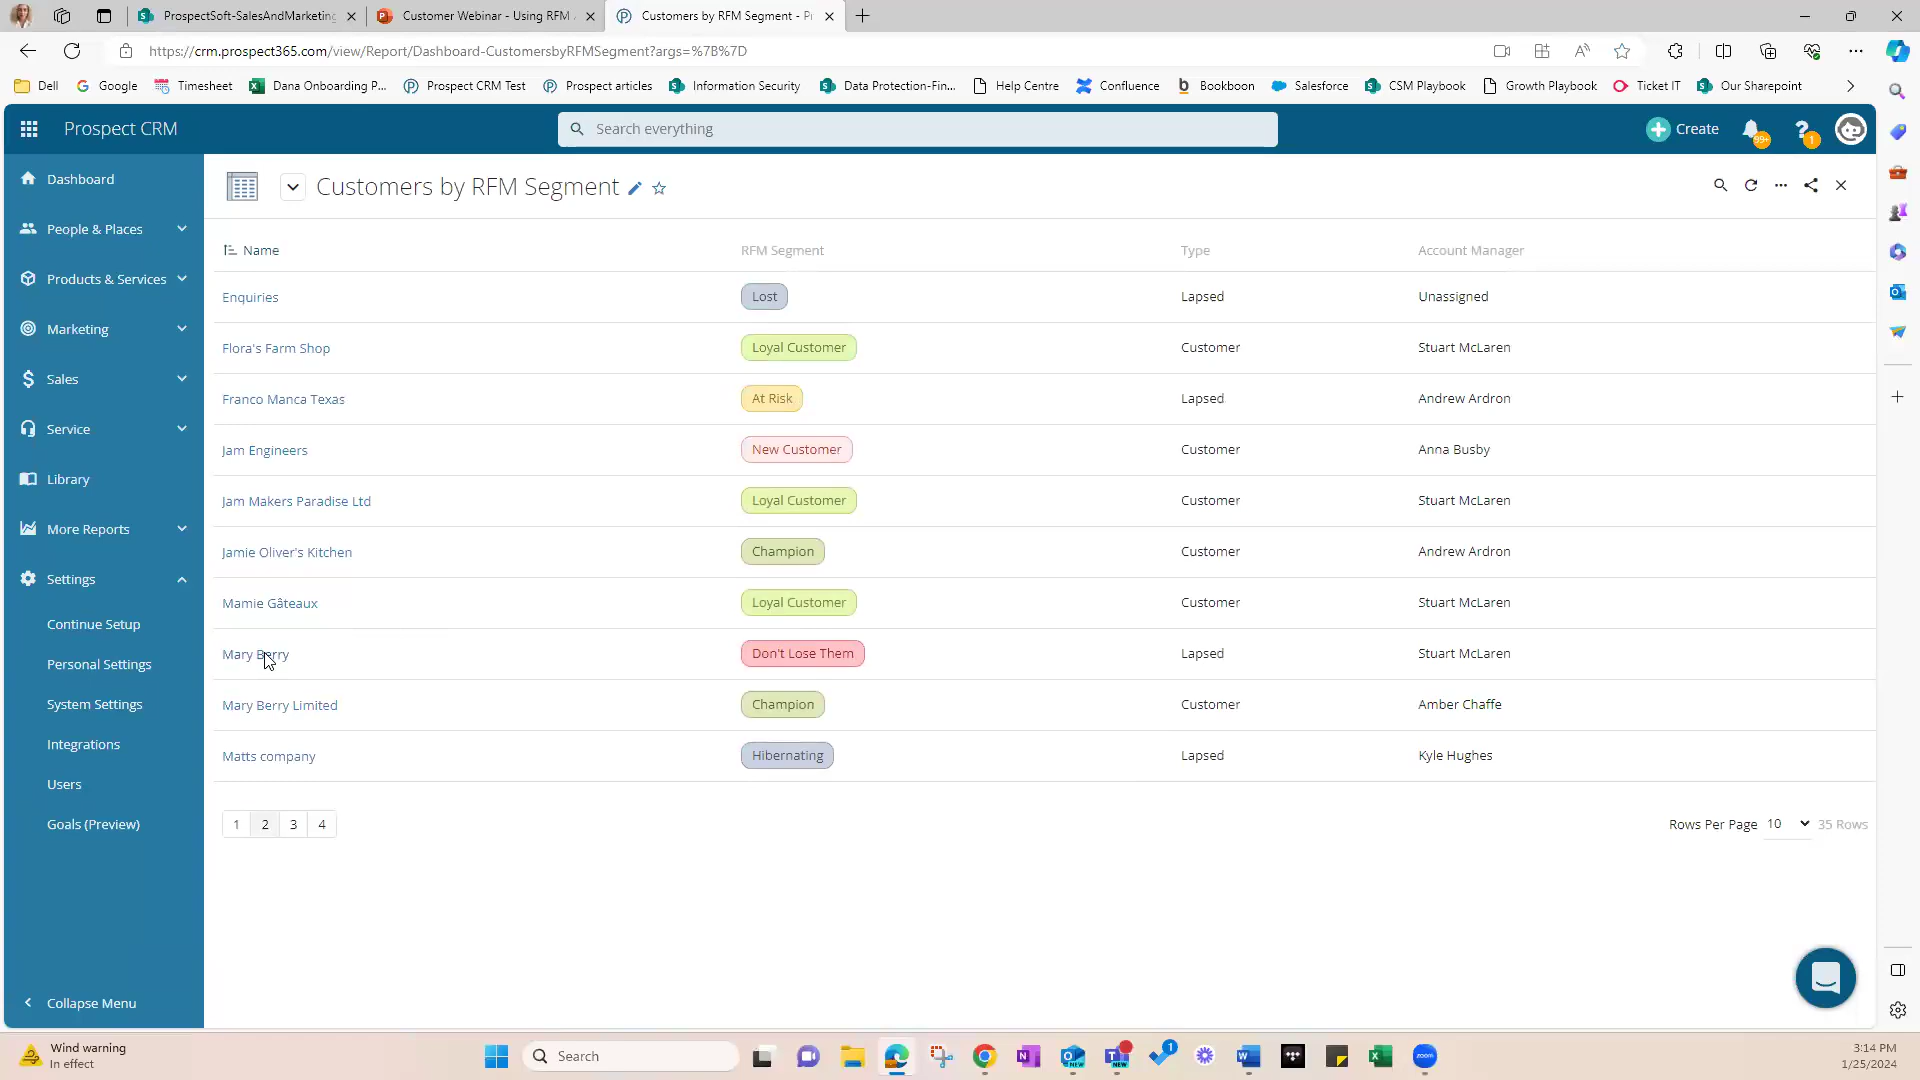 ProspectSoft-SalesAndMarketing
Customer Webinar - Using RFM
Customers by RFM Segment - P
https://crm.prospect365.com/view/Report/Dashboard-CustomersbyRFMSegment?args=%7B%7D
Dell
Google
Timesheet
Dana Onboarding P...
Prospect CRM Test
Prospect articles
Information Security
Data Protection-Fin...
Help Centre
Confluence
Bookboon
Salesforce
CSM Playbook
Growth Playbook
Ticket IT
Our Sharepoint
Prospect CRM
Search everything
Create
99+
1
Dashboard
People & Places
Products & Services
Marketing
Sales
Service
Library
More Reports
Settings
Continue Setup
Personal Settings
System Settings
Integrations
Users
Goals (Preview)
Collapse Menu
Customers by RFM Segment
Name RFM Segment Type Account Manager
Enquiries Lost Lapsed Unassigned
Flora's Farm Shop Loyal Customer Customer Stuart McLaren
Franco Manca Texas At Risk Lapsed Andrew Ardron
Jam Engineers New Customer Customer Anna Busby
Jam Makers Paradise Ltd Loyal Customer Customer Stuart McLaren
Jamie Oliver's Kitchen Champion Customer Andrew Ardron
Mamie Gâteaux Loyal Customer Customer Stuart McLaren
Mary Berry Don't Lose Them Lapsed Stuart McLaren
Mary Berry Limited Champion Customer Amber Chaffe
Matts company Hibernating Lapsed Kyle Hughes
1 2 3 4
Rows Per Page 10 35 Rows
Wind warning
In effect
Search
1
3:14 PM
1/25/2024